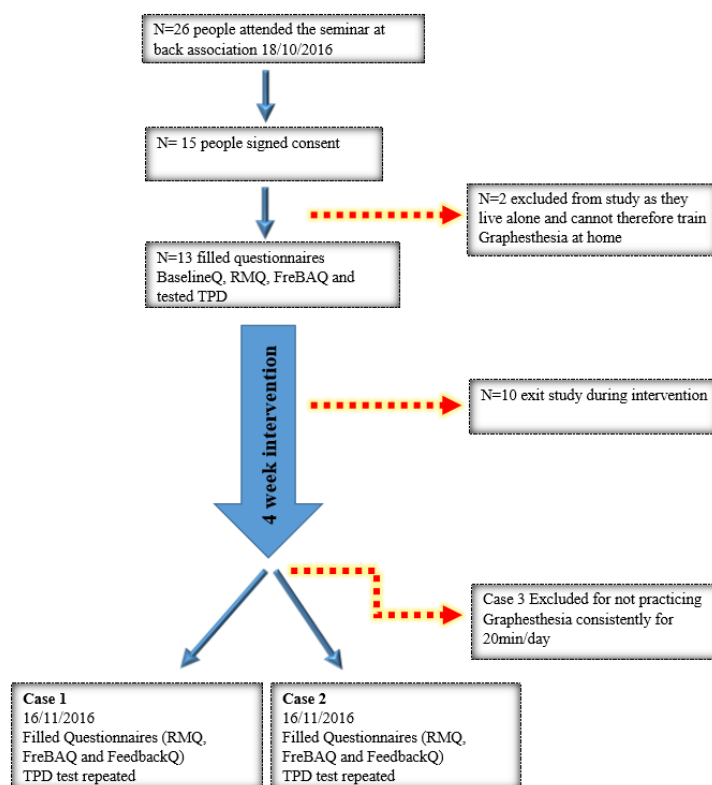 N=26 people attended the seminar at
back association 18/10/2016
N= 15 people signed consent
N=2 excluded from study as they
live alone and cannot therefore train
Graphesthesia at home
N=13 filled questionnaires
BaselineQ, RMQ, FreBAQ and
tested TPD
4 week intervention
N=10 exit study during intervention
Case 3 Excluded for not practicing
Graphesthesia consistently for
20min/day
Case 1
16/11/2016
Filled Questionnaires (RMQ,
FreBAQ and FeedbackQ)
TPD test repeated
Case 2
16/11/2016
Filled Questionnaires (RMQ,
FreBAQ and FeedbackQ)
TPD test repeated